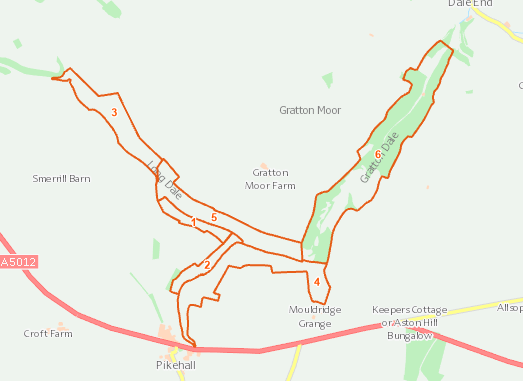 Dale End
Gratton Moor
3
6
Gratton Dale
Long Dale
Smerrill Barn
Gratton
Moor Farm
1
5
2
4
A5012
Mouldridge
Grange
Keepers Cottage
or Aston Hill
Bungalow
Allsop
Croft Farm
Pikehall